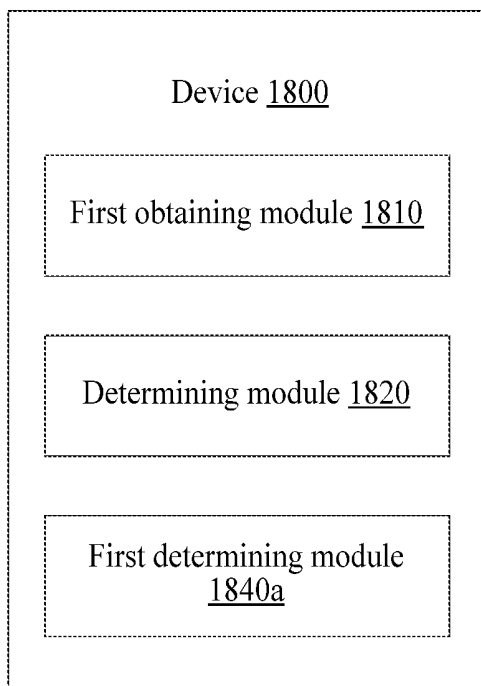 Device 1800
First obtaining module 1810
Determining module 1820
First determining module
1840a